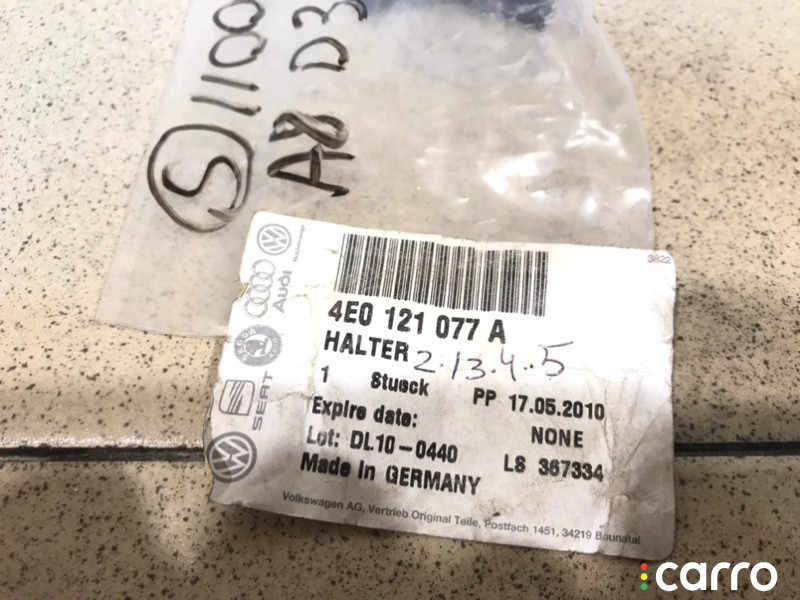 S 1100
A8 D3
3822
Nutzfahrzeuge
Audi
SKODA
SEAT
4E0 121 077 A
HALTER 2.13.4.5
1 Stueck PP 17.05.2010
Expire date: NONE
Lot: DL10-0440 LS 367334
Made in GERMANY
Volkswagen AG, Vertrieb Original Teile, Postfach 1451, 34219 Baunatal
carro